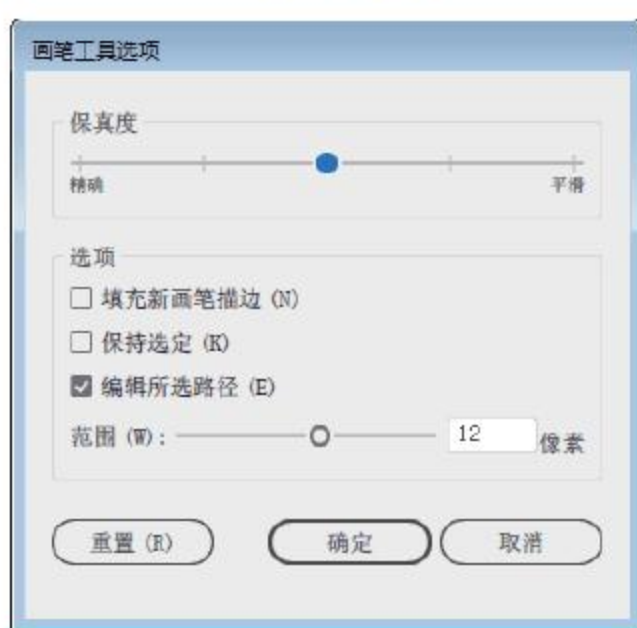 画笔工具选项
保真度
精确 平滑
选项
填充新画笔描边 (N)
保持选定 (K)
编辑所选路径 (E)
范围 (W): 12 像素
重置 (R) 确定 取消